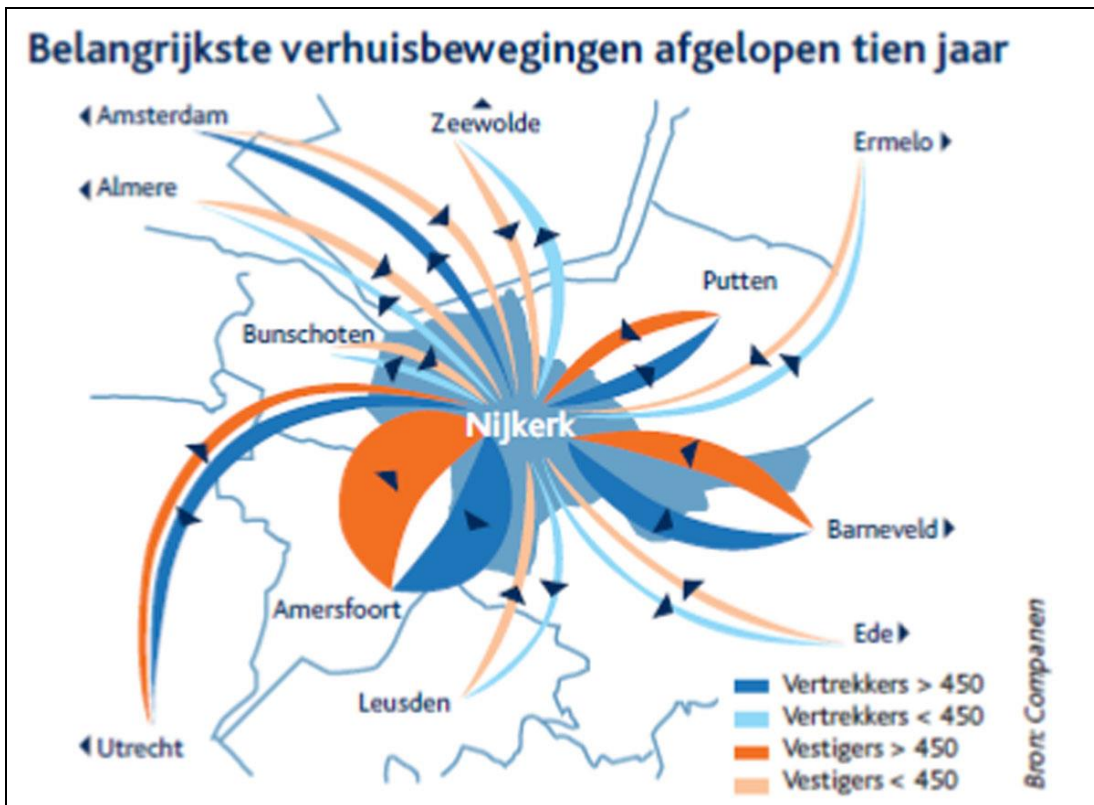 Belangrijkste verhuisbewegingen afgelopen tien jaar
Amsterdam
Zeewolde
Ermelo
Almere
Putten
Bunschoten
Nijkerk
Barneveld
Amersfoort
Ede
Leusden
Utrecht
Vertrekkers > 450
Vertrekkers < 450
Vestigers > 450
Vestigers < 450
Bron: Companen